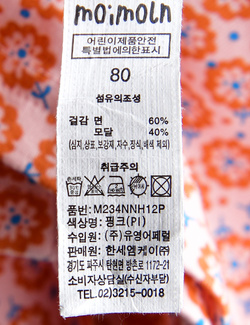 moimoln
어린이제품안전
특별법에의한표시
80
섬유의조성
겉감 면 60%
모달 40%
(심지,상표,보강재,자수,장식,배색 제외)
취급주의
품번: M234NNH12P
색상명: 핑크(PI)
수입원: (주)유영어패럴
판매원: 한세엠케이(주)
경기도 파주시 탄현면 방촌로 1172-21
소비자상담실(수신자부담)
TEL.02)3215-0018